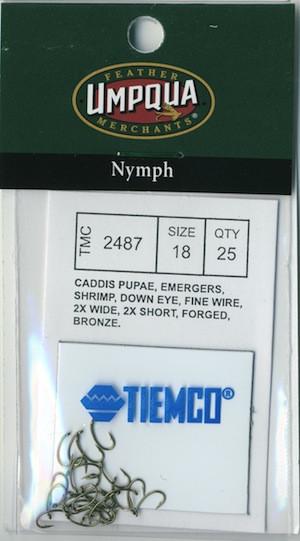 FEATHER
UMPQUA
MERCHANTS®
Nymph
TMC 2487 SIZE 18 QTY 25
CADDIS PUPAE, EMERGERS,
SHRIMP, DOWN EYE, FINE WIRE,
2X WIDE, 2X SHORT, FORGED,
BRONZE.
TIEMCO®